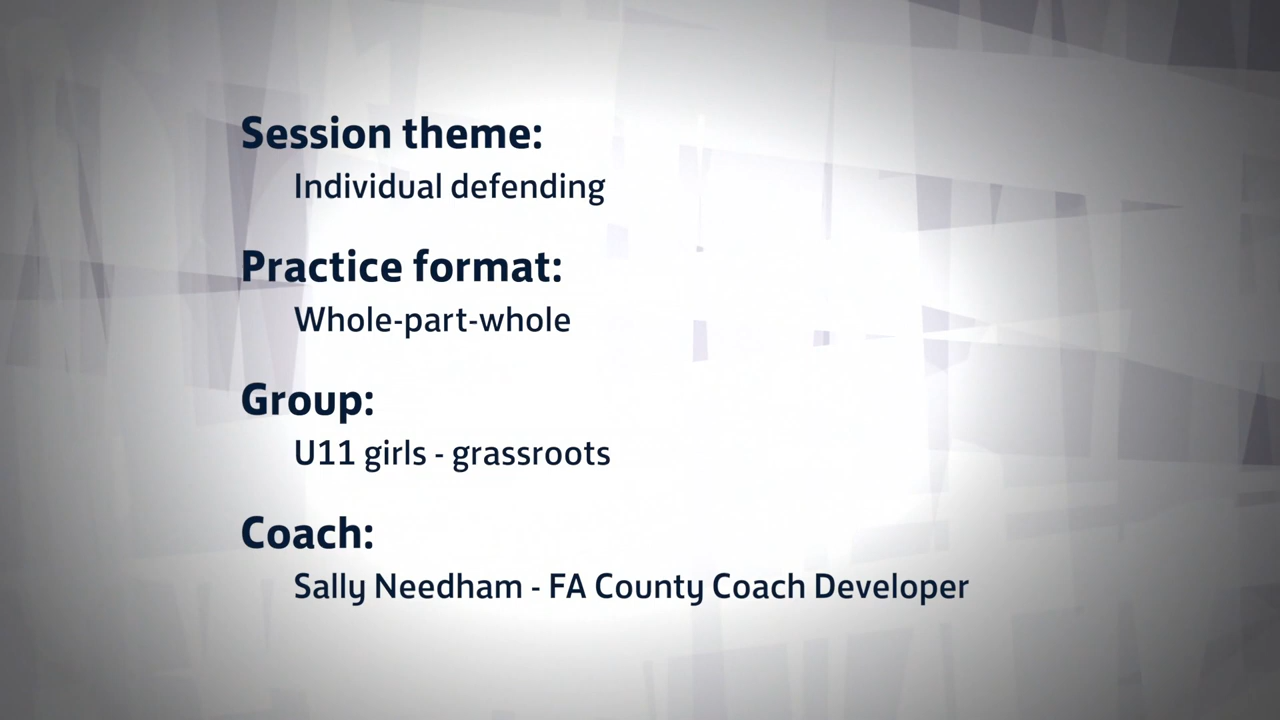 Session theme:
Individual defending
Practice format:
Whole-part-whole
Group:
U11 girls - grassroots
Coach:
Sally Needham - FA County Coach Developer